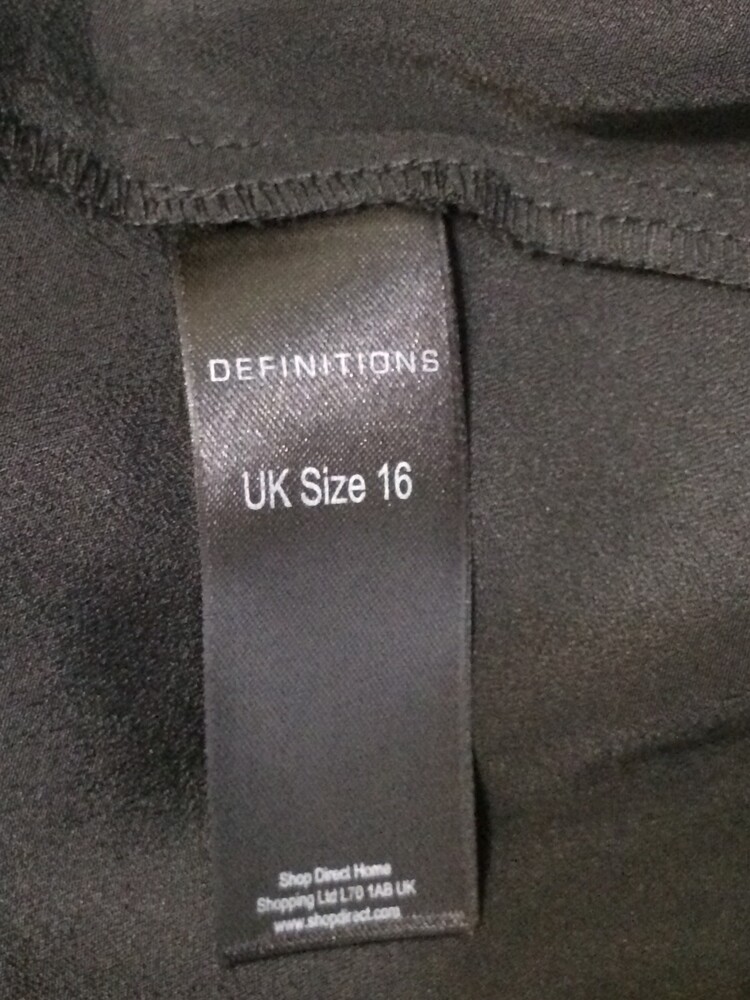 DEFINITIONS
UK Size 16
Shop Direct Home
Shopping Ltd L70 1AB UK
www.shopdirect.com